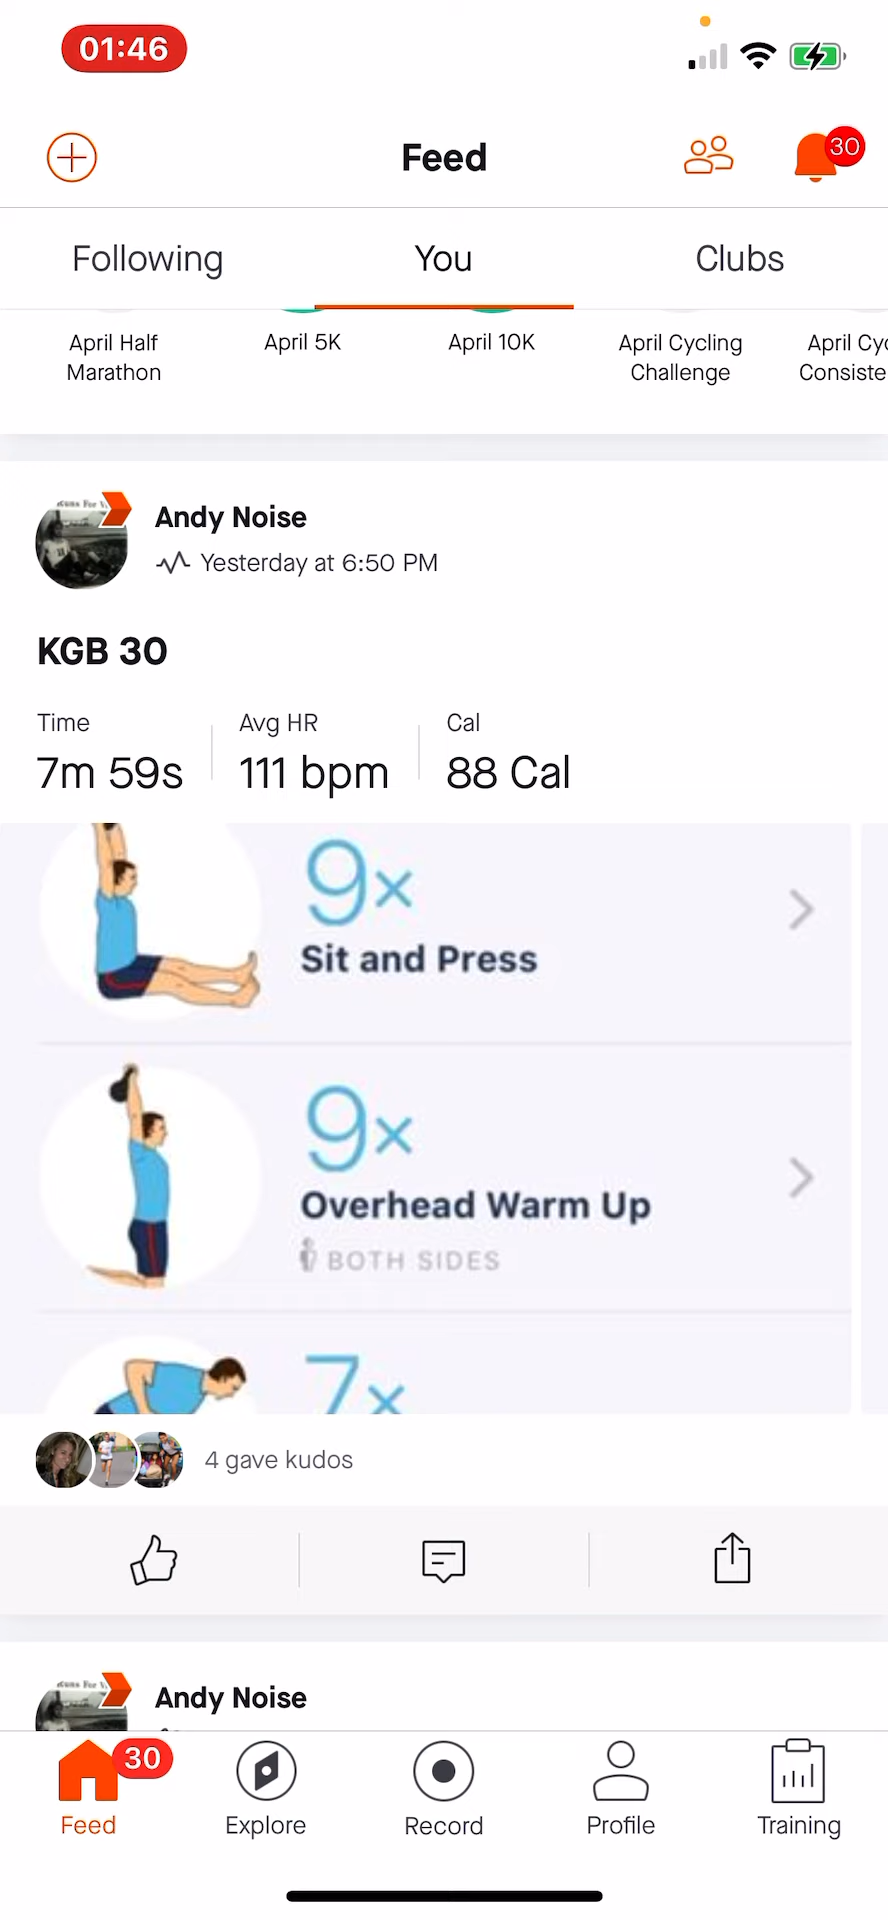 01:46
Feed
30
Following
You
Clubs
April Half
Marathon
April 5K
April 10K
April Cycling
Challenge
April Cyc
Consiste
Andy Noise
Yesterday at 6:50 PM
KGB 30
Time
Avg HR
Cal
7m 59s
111 bpm
88 Cal
9x
Sit and Press
9x
Overhead Warm Up
BOTH SIDES
7x
4 gave kudos
Andy Noise
30
Feed
Explore
Record
Profile
Training